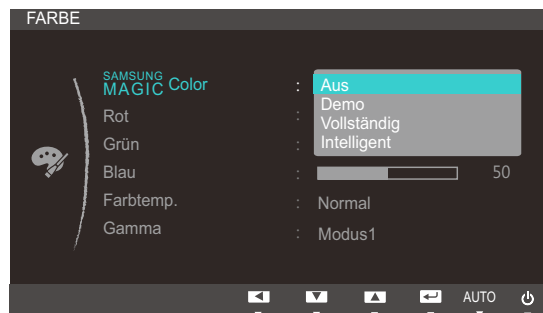 FARBE
SAMSUNG
MAGIC Color : Aus
Demo
Rot :
Vollständig
Grün : Intelligent
Blau : 50
Farbtemp. : Normal
Gamma : Modus1
AUTO